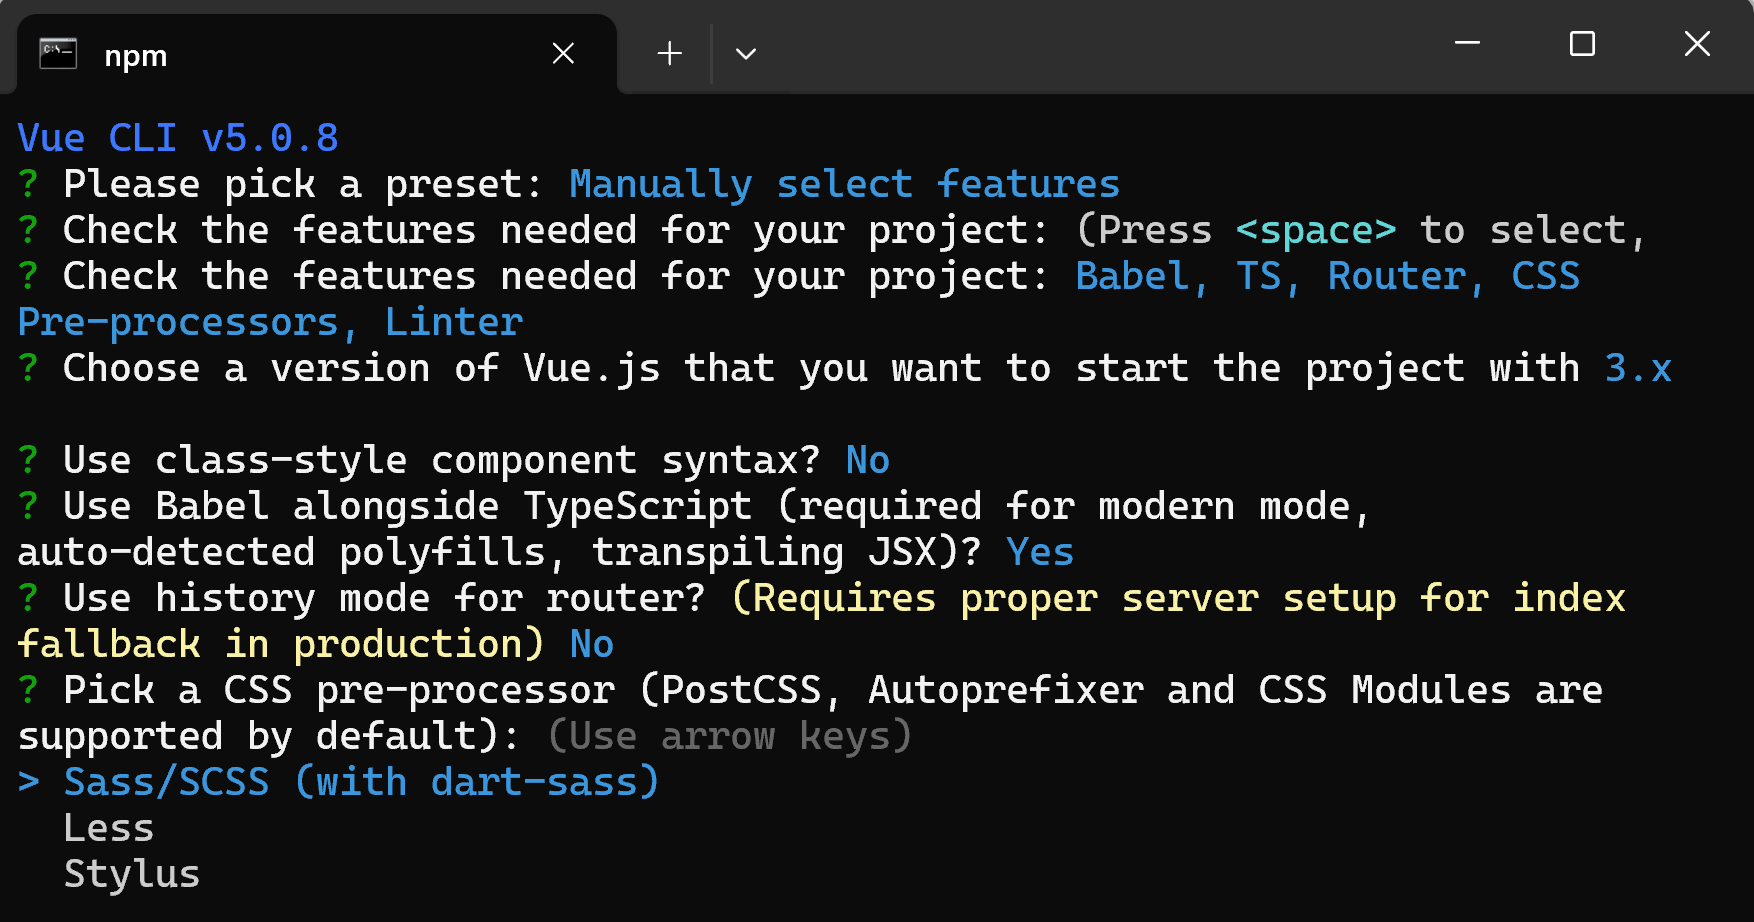 npm
Vue CLI v5.0.8
? Please pick a preset: Manually select features
? Check the features needed for your project: (Press <space> to select,
? Check the features needed for your project: Babel, TS, Router, CSS
Pre-processors, Linter
? Choose a version of Vue.js that you want to start the project with 3.x
? Use class-style component syntax? No
? Use Babel alongside TypeScript (required for modern mode,
auto-detected polyfills, transpiling JSX)? Yes
? Use history mode for router? (Requires proper server setup for index
fallback in production) No
? Pick a CSS pre-processor (PostCSS, Autoprefixer and CSS Modules are
supported by default): (Use arrow keys)
> Sass/SCSS (with dart-sass)
Less
Stylus